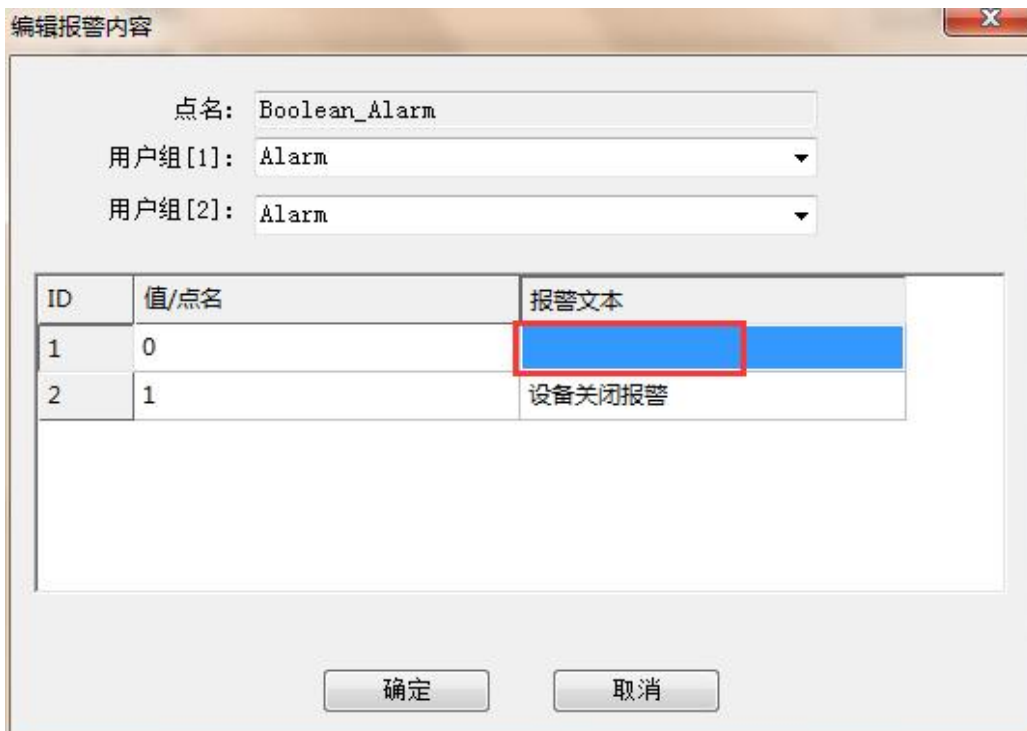 编辑报警内容
点名: Boolean_Alarm
用户组[1]: Alarm
用户组[2]: Alarm
ID 值/点名 报警文本
1 0
2 1 设备关闭报警
确定 取消